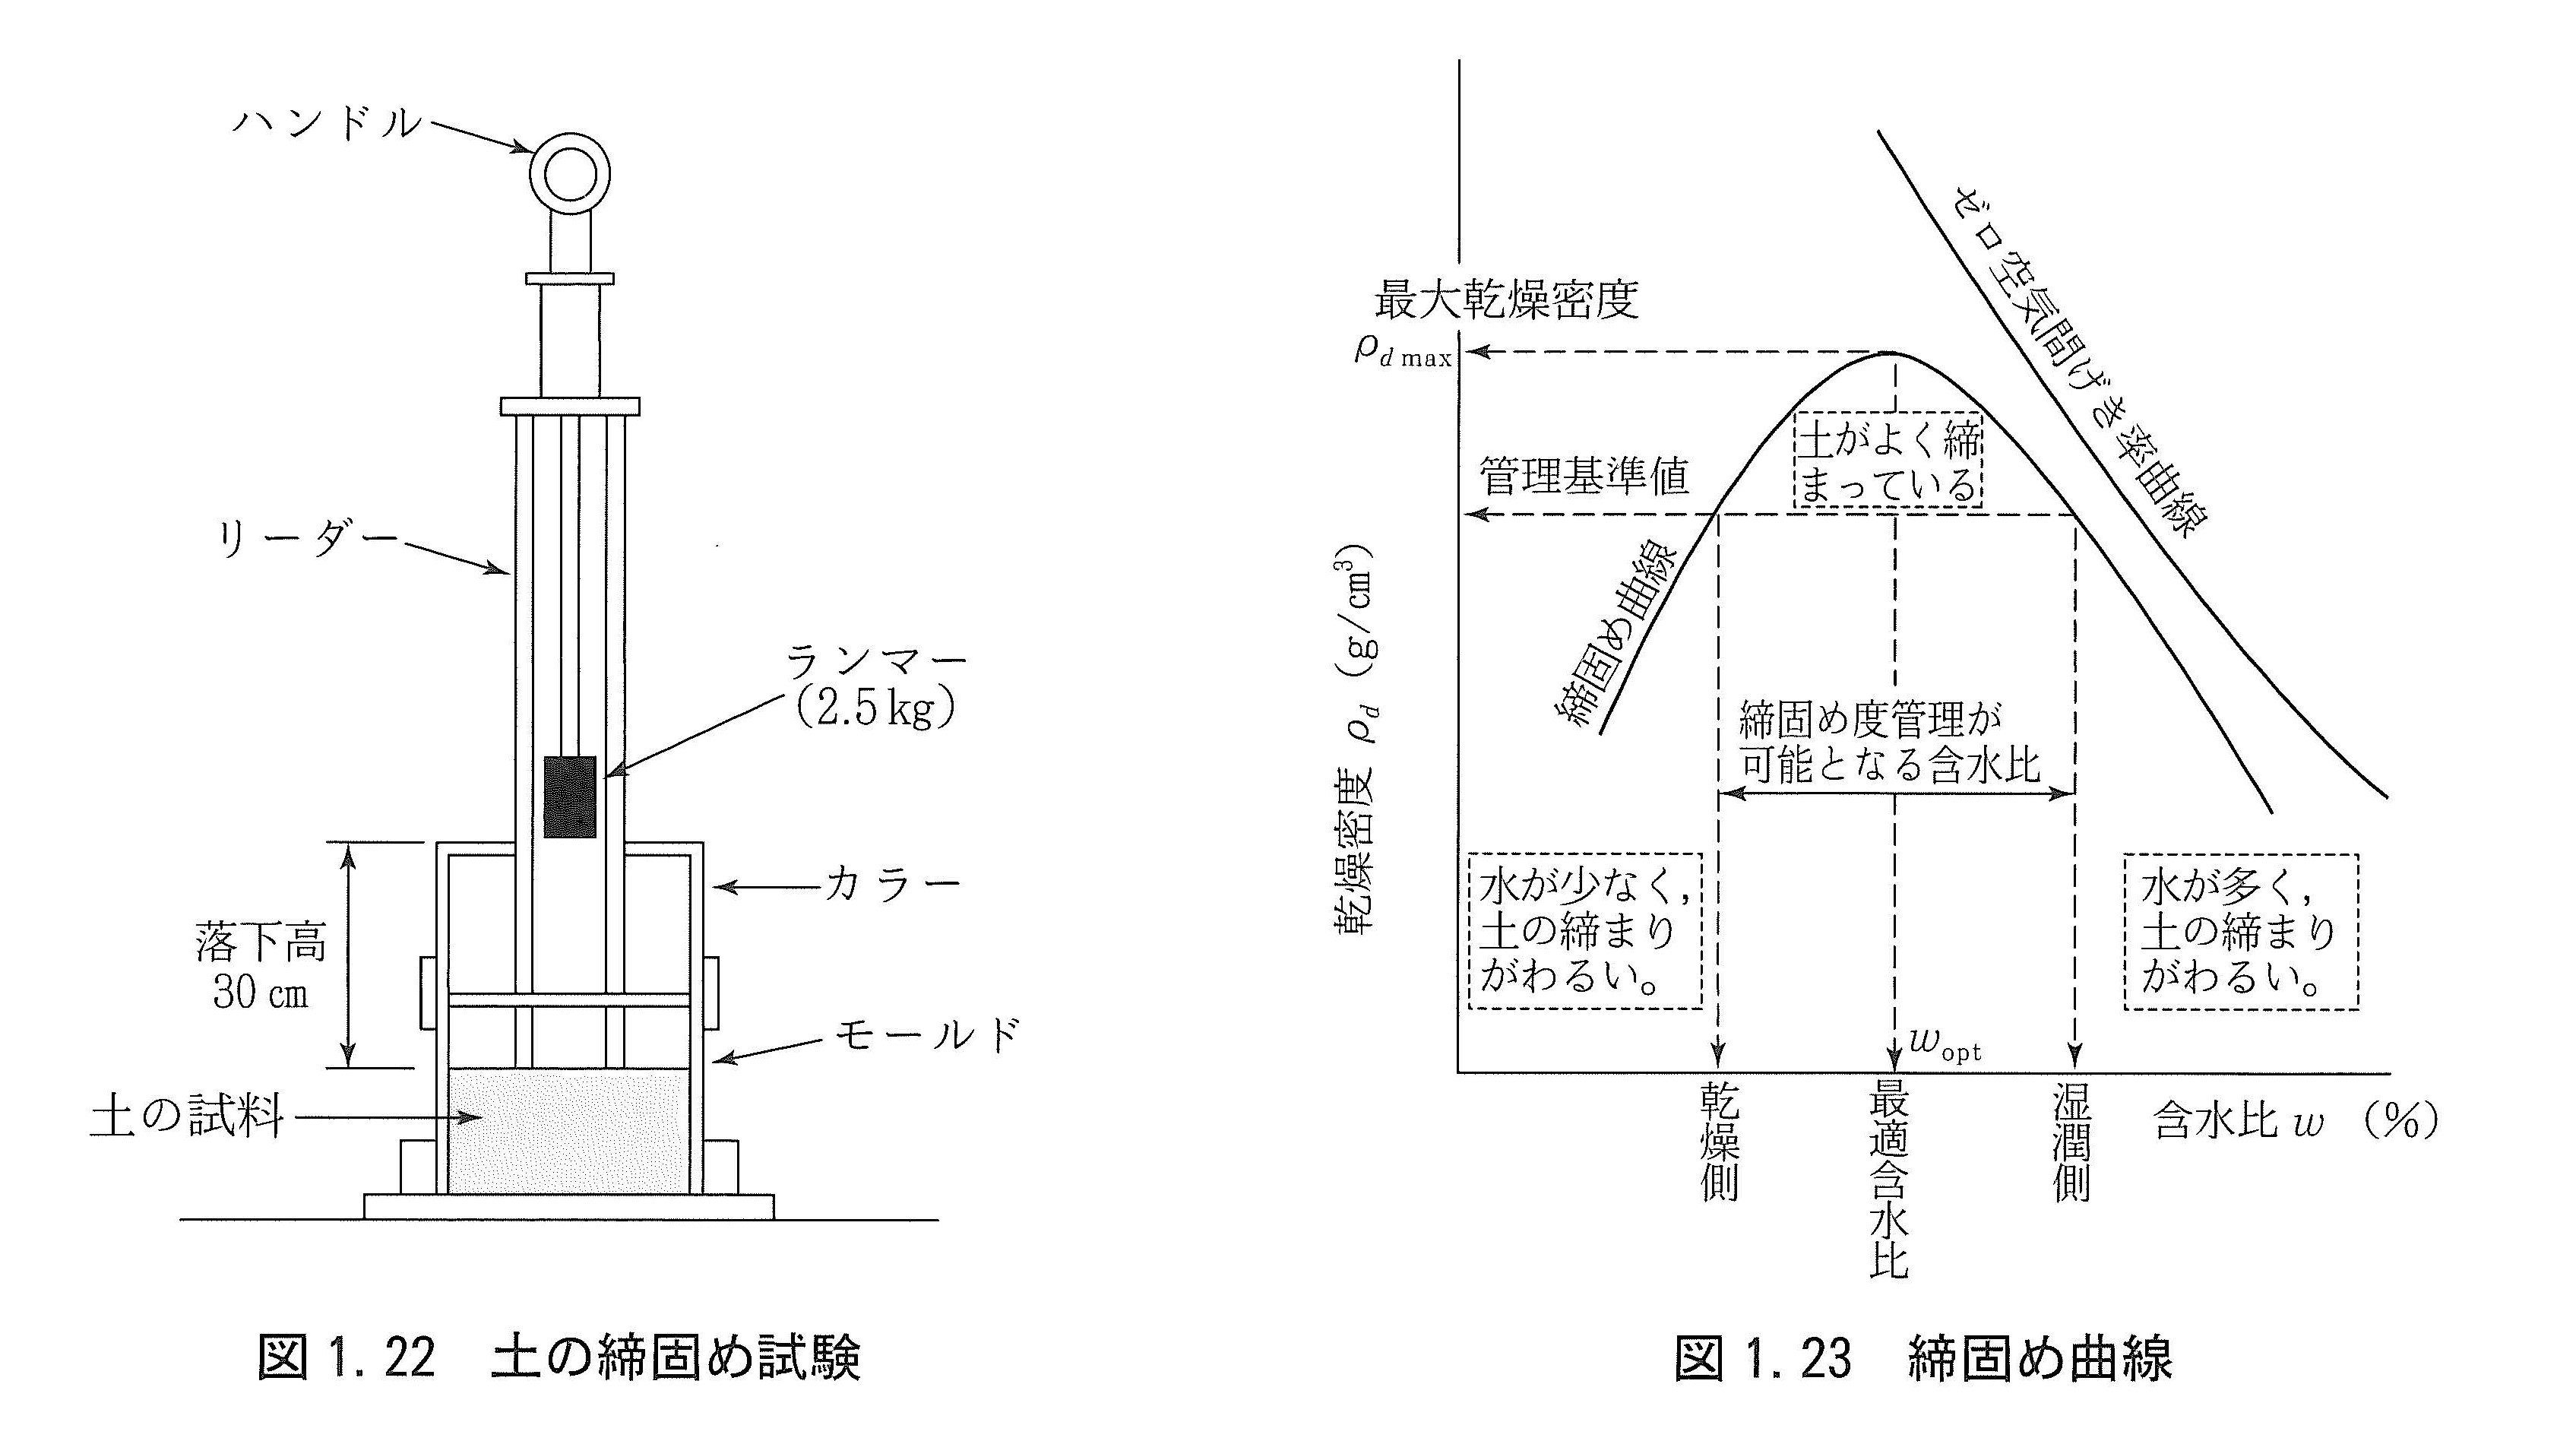 ハンドル
リーダー
ランマー
(2.5 kg)
カラー
落下高
30 cm
モールド
土の試料
図 1. 22 土の締固め試験
最大乾燥密度
ρd max
管理基準値
土がよく締
まっている
ゼロ空気間げき率曲線
締固め曲線
乾燥密度 ρd (g/cm³)
締固め度管理が
可能となる含水比
水が少なく,
土の締まり
がわるい。
水が多く,
土の締まり
がわるい。
wopt
乾燥側
最適含水比
湿潤側
含水比 w (%)
図 1. 23 締固め曲線